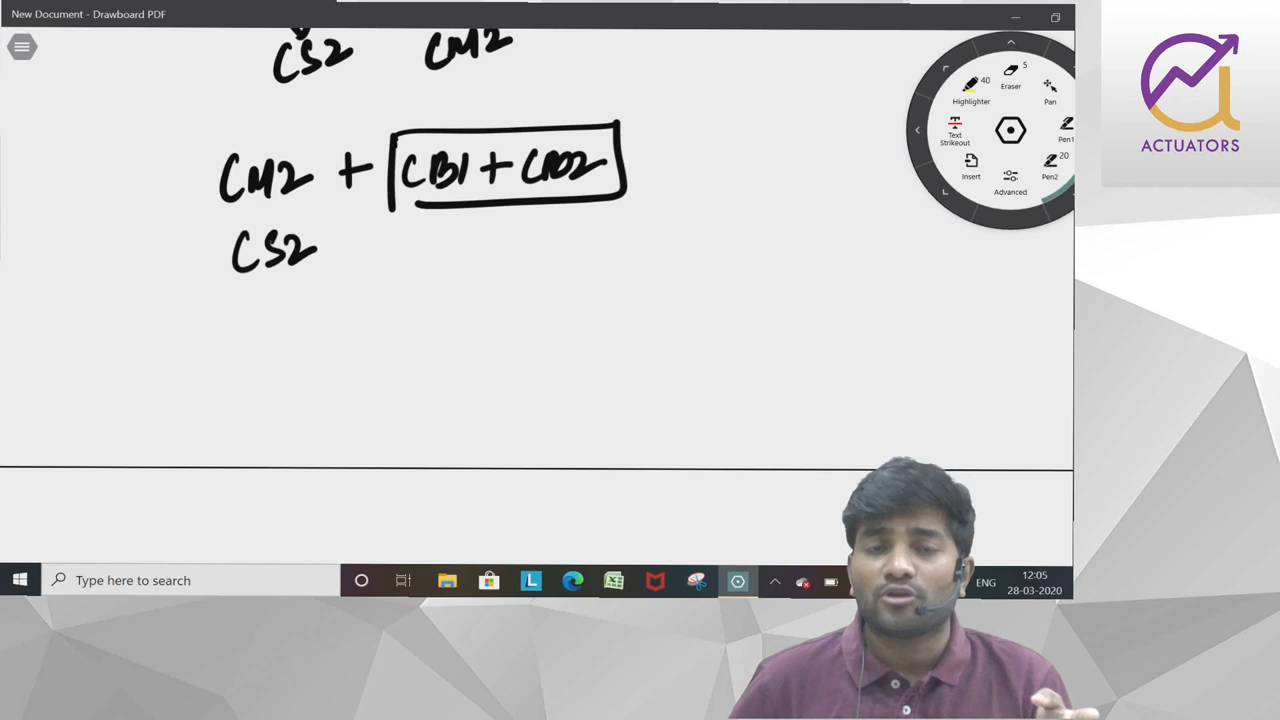 New Document - Drawboard PDF
CS2 CM2
CM2 + CB1 + CB2
CS2
Highlighter 40
Eraser 5
Pan
Text Strikeout
Pen1
Insert
Advanced
Pen2 20
ACTUATORS
Type here to search
L
ENG
12:05
28-03-2020